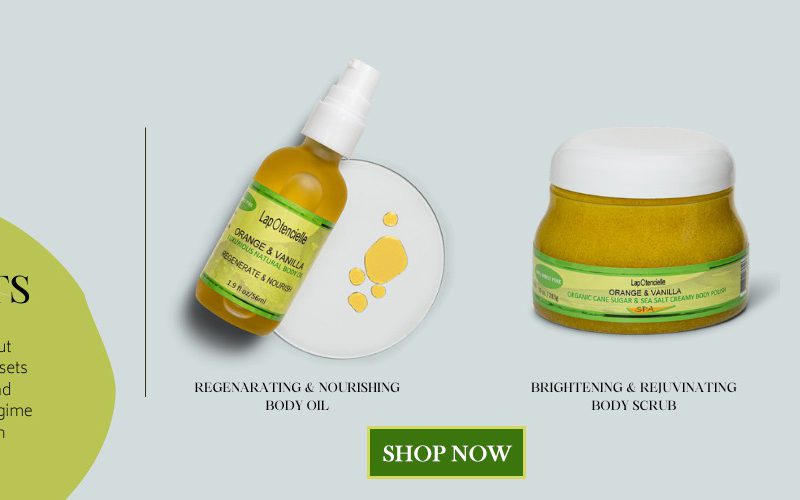 TS
ut
sets
nd
gime
n
LapOtencielle
ORANGE & VANILLA
LUXURIOUS NATURAL BODY OIL
REGENERATE & NOURISH
1.9 fl oz/56ml
LapOtencielle
ORANGE & VANILLA
ORGANIC CANE SUGAR & SEA SALT CREAMY BODY POLISH
SPA
REGENARATING & NOURISHING
BODY OIL
BRIGHTENING & REJUVINATING
BODY SCRUB
SHOP NOW